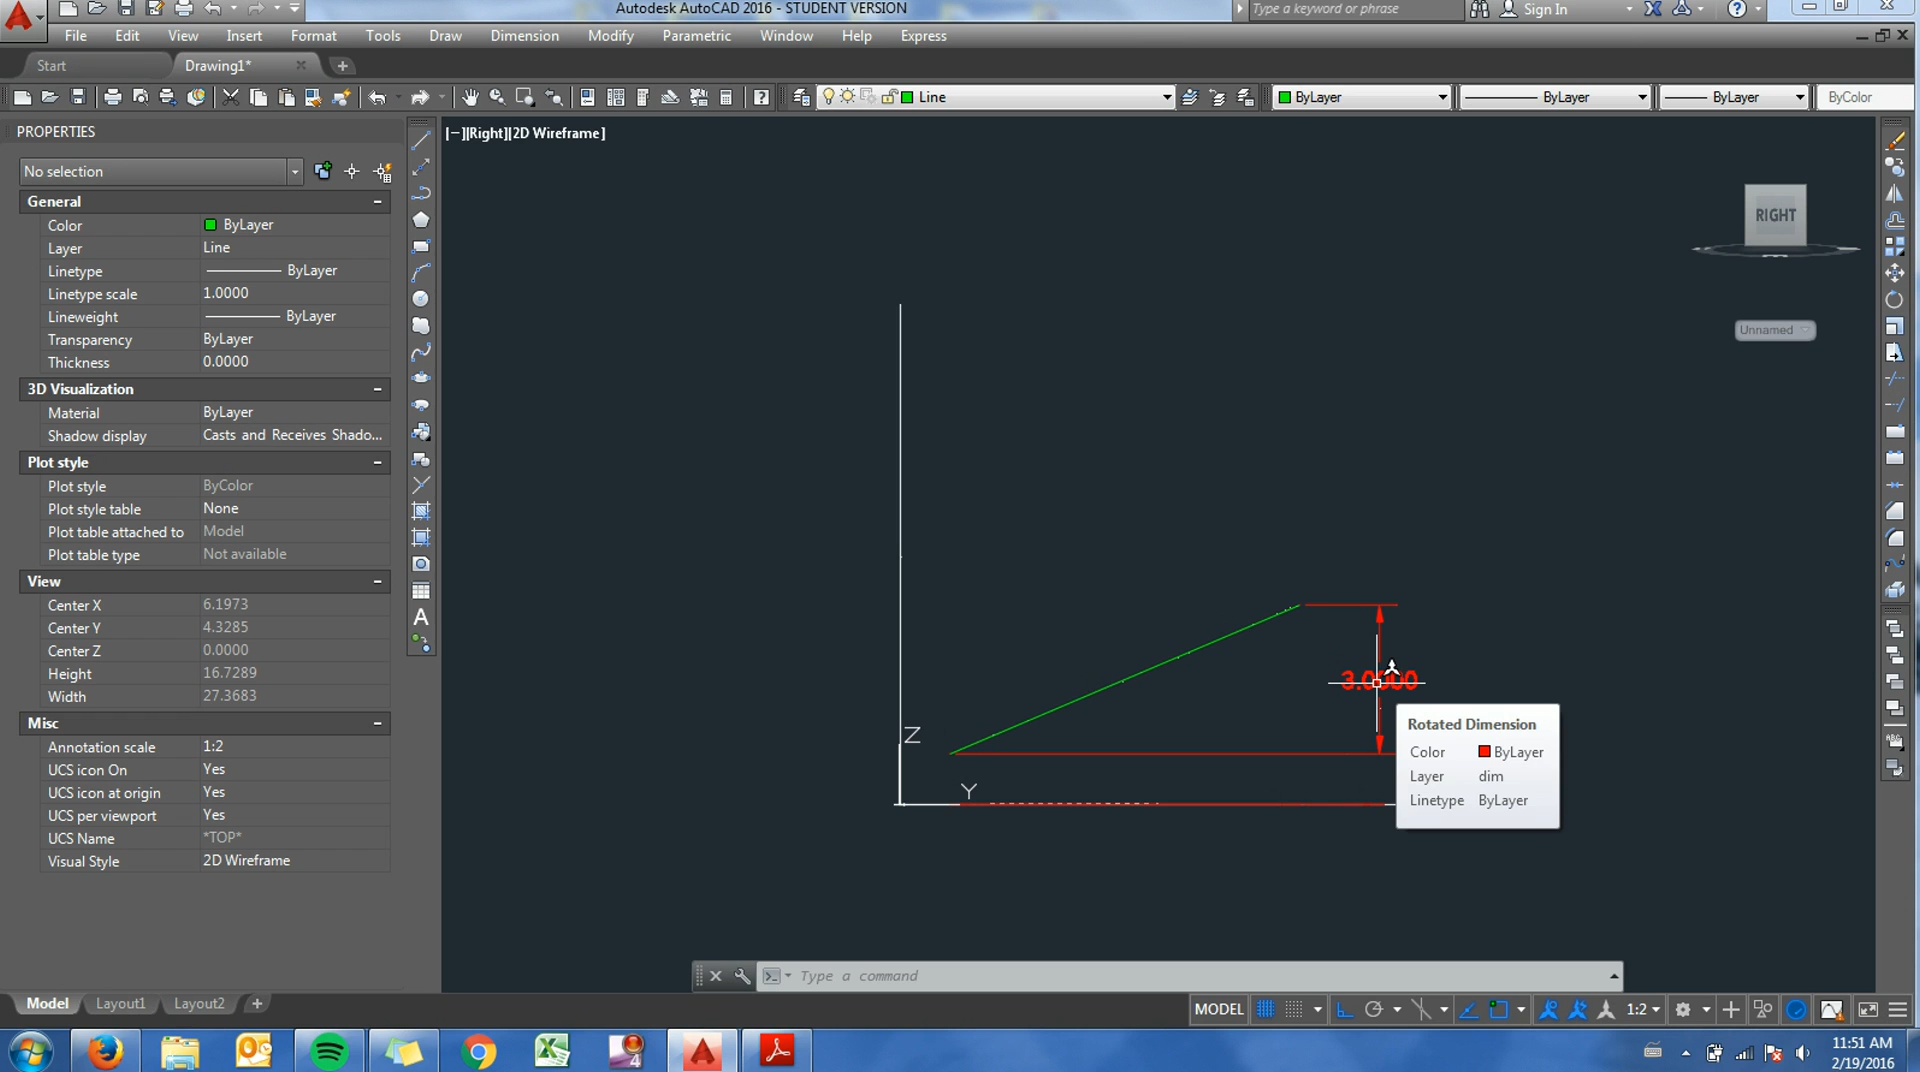 Autodesk AutoCAD 2016 - STUDENT VERSION
Type a keyword or phrase
Sign In
File Edit View Insert Format Tools Draw Dimension Modify Parametric Window Help Express
Start
Drawing1*
Line
ByLayer
ByLayer
ByLayer
ByColor
PROPERTIES
[−]|Right|[2D Wireframe]
No selection
General
Color ByLayer
Layer Line
Linetype ByLayer
Linetype scale 1.0000
Lineweight ByLayer
Transparency ByLayer
Thickness 0.0000
3D Visualization
Material ByLayer
Shadow display Casts and Receives Shado...
Plot style
Plot style ByColor
Plot style table None
Plot table attached to Model
Plot table type Not available
View
Center X 6.1973
Center Y 4.3285
Center Z 0.0000
Height 16.7289
Width 27.3683
Misc
Annotation scale 1:2
UCS icon On Yes
UCS icon at origin Yes
UCS per viewport Yes
UCS Name *TOP*
Visual Style 2D Wireframe
RIGHT
Unnamed
3.0000
Z
Y
Rotated Dimension
Color ByLayer
Layer dim
Linetype ByLayer
Type a command
Model Layout1 Layout2
MODEL
1:2
11:51 AM
2/19/2016